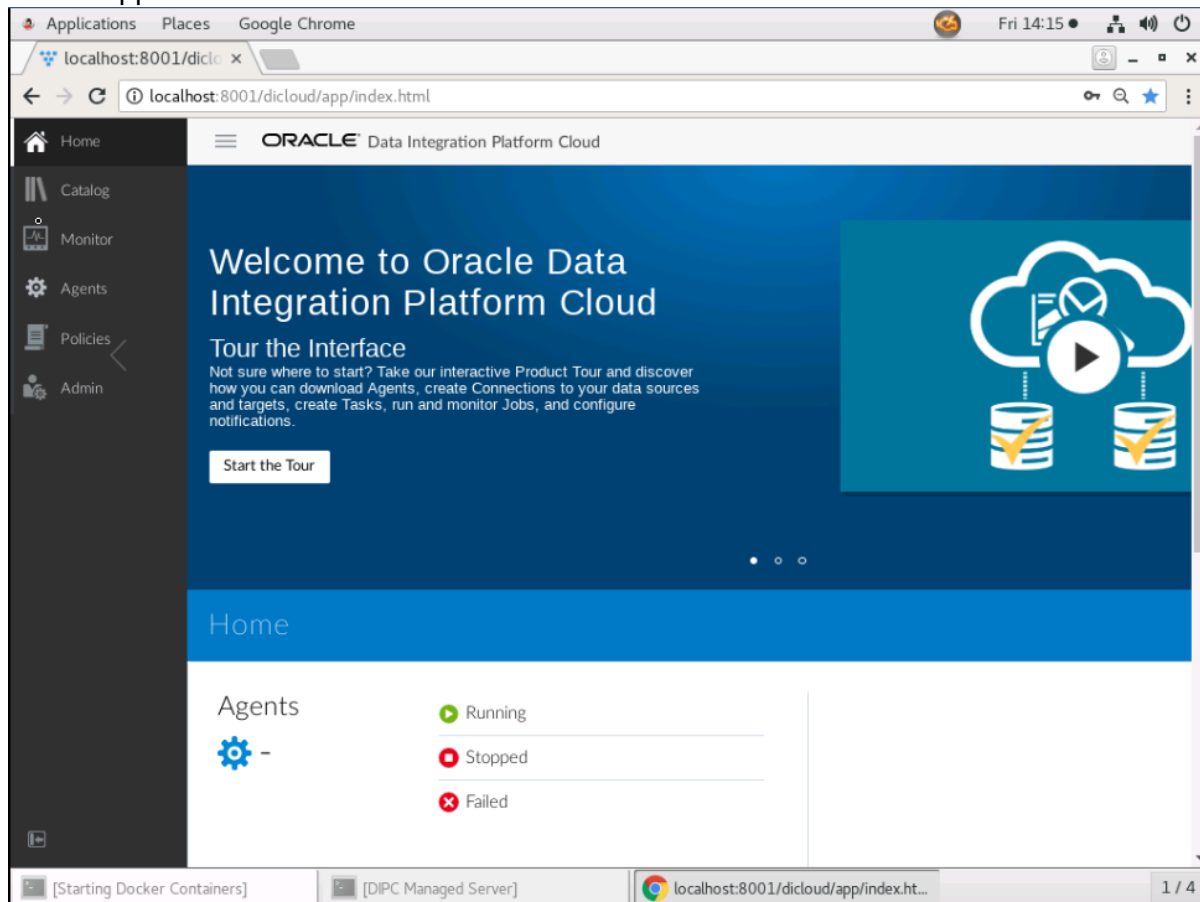 Applications Places Google Chrome Fri 14:15
localhost:8001/diclo
localhost:8001/dicloud/app/index.html
Home
Catalog
Monitor
Agents
Policies
Admin
ORACLE Data Integration Platform Cloud
Welcome to Oracle Data
Integration Platform Cloud
Tour the Interface
Not sure where to start? Take our interactive Product Tour and discover
how you can download Agents, create Connections to your data sources
and targets, create Tasks, run and monitor Jobs, and configure
notifications.
Start the Tour
Home
Agents
-
Running
Stopped
Failed
[Starting Docker Containers] [DIPC Managed Server] localhost:8001/dicloud/app/index.ht... 1 / 4